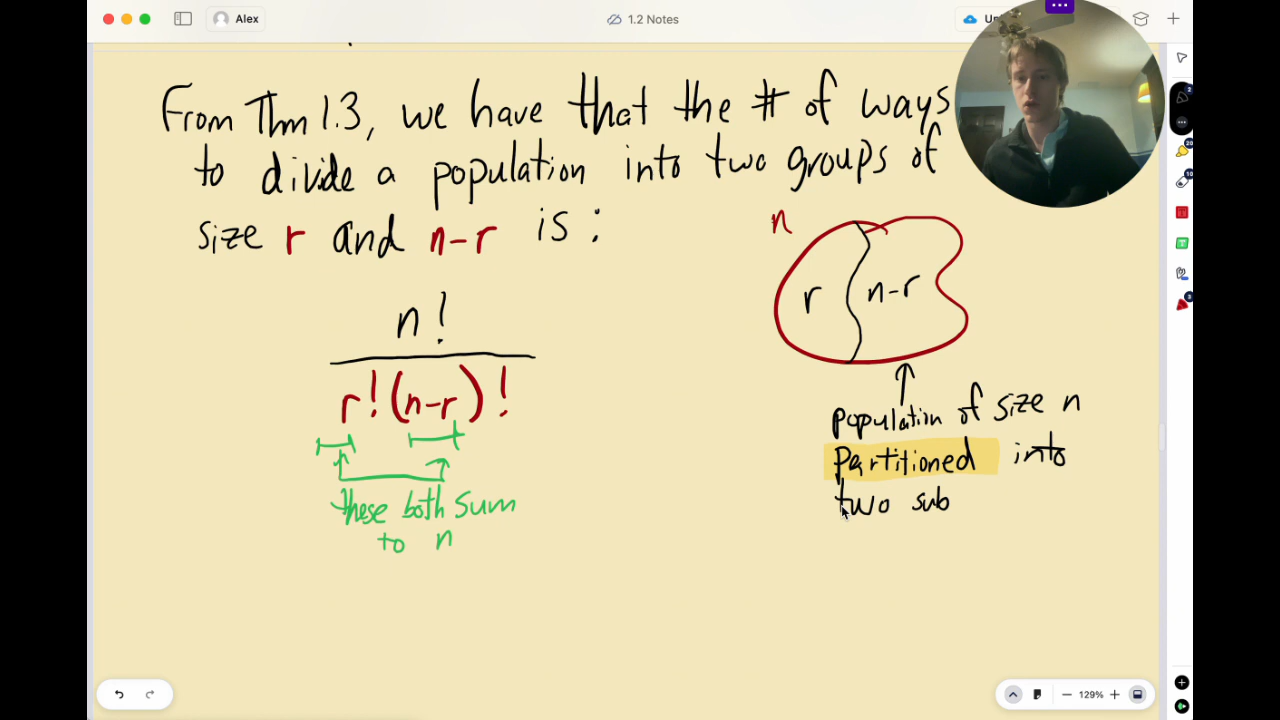 Alex
1.2 Notes
From Thm 1.3, we have that the # of ways
to divide a population into two groups of
size r and n-r is :
n
r
n-r
n!
r!(n-r)!
these both sum
to n
population of size n
partitioned into
two sub
129%